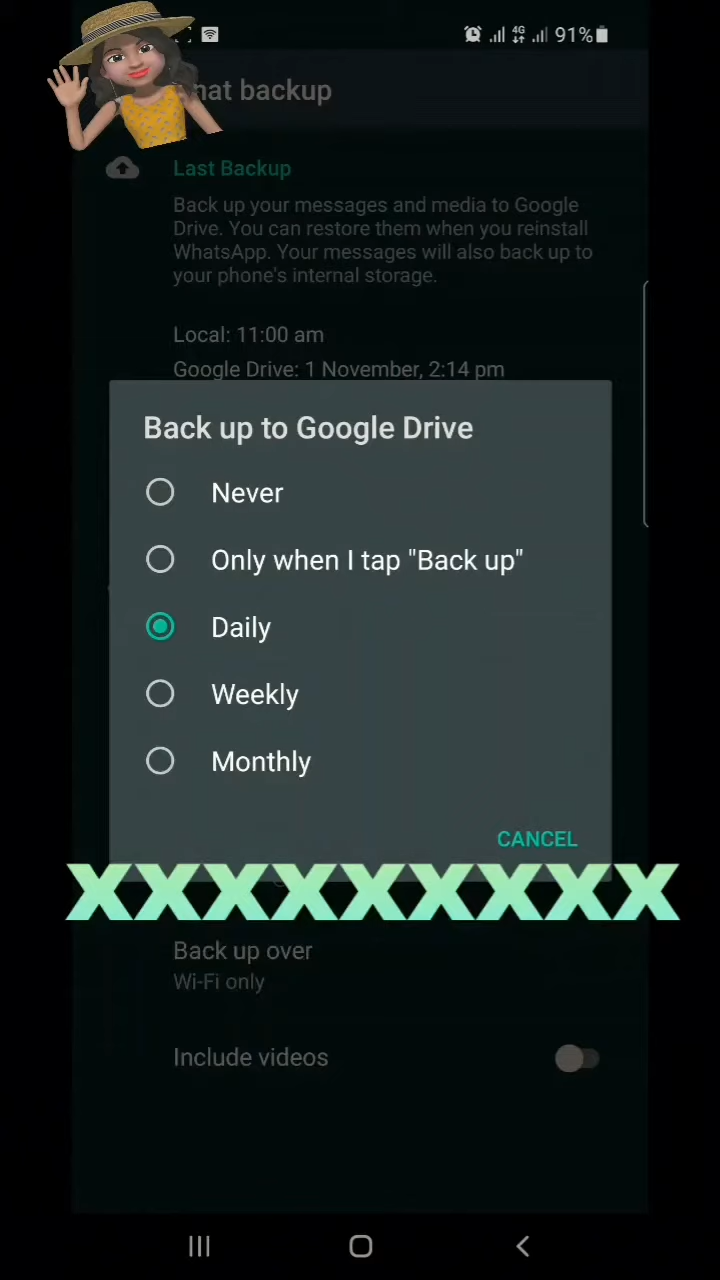 4G 91%
hat backup
Last Backup
Back up your messages and media to Google
Drive. You can restore them when you reinstall
WhatsApp. Your messages will also back up to
your phone's internal storage.
Local: 11:00 am
Google Drive: 1 November, 2:14 pm
Back up to Google Drive
Never
Only when I tap "Back up"
Daily
Weekly
Monthly
CANCEL
XXXXXXXXX
Back up over
Wi-Fi only
Include videos